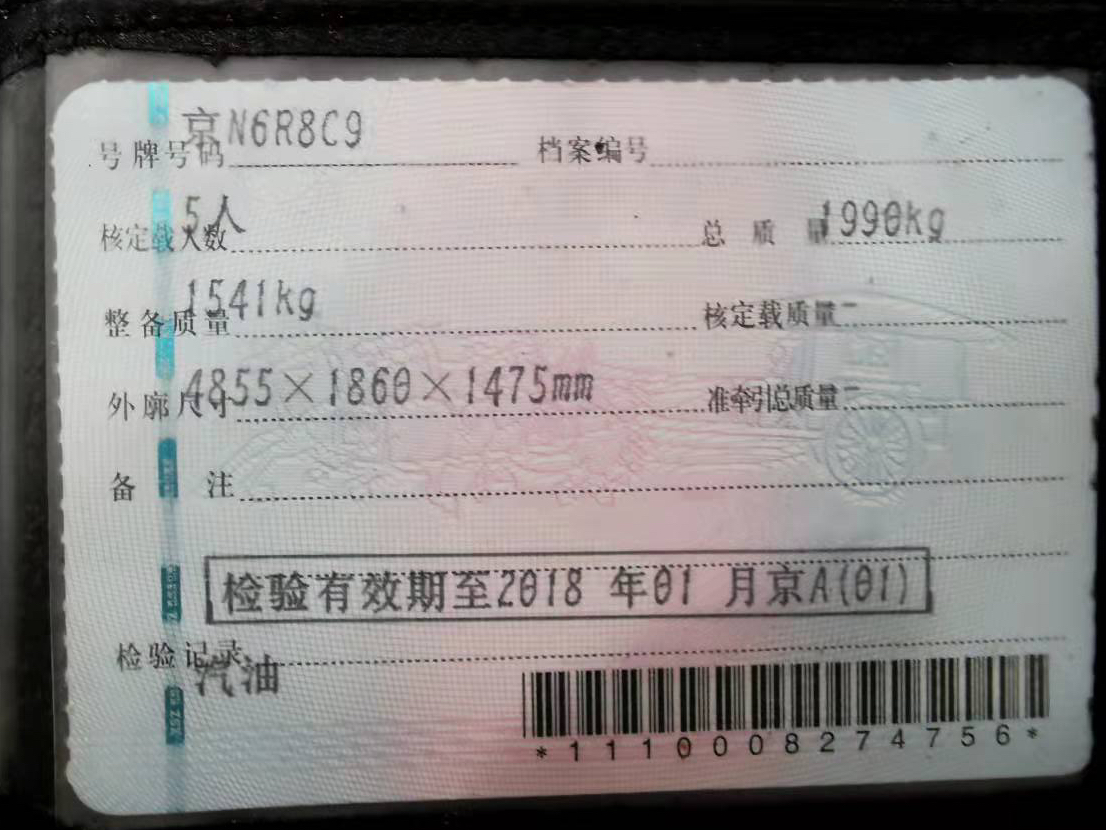 号牌号码 京N6R8C9 档案编号
核定载人数 5人 总质量 1990kg
整备质量 1541kg 核定载质量 --
外廓尺寸 4855×1860×1475mm 准牵引总质量 --
备注
检验有效期至2018 年01 月京A(01)
检验记录
汽油
*1110008274756*